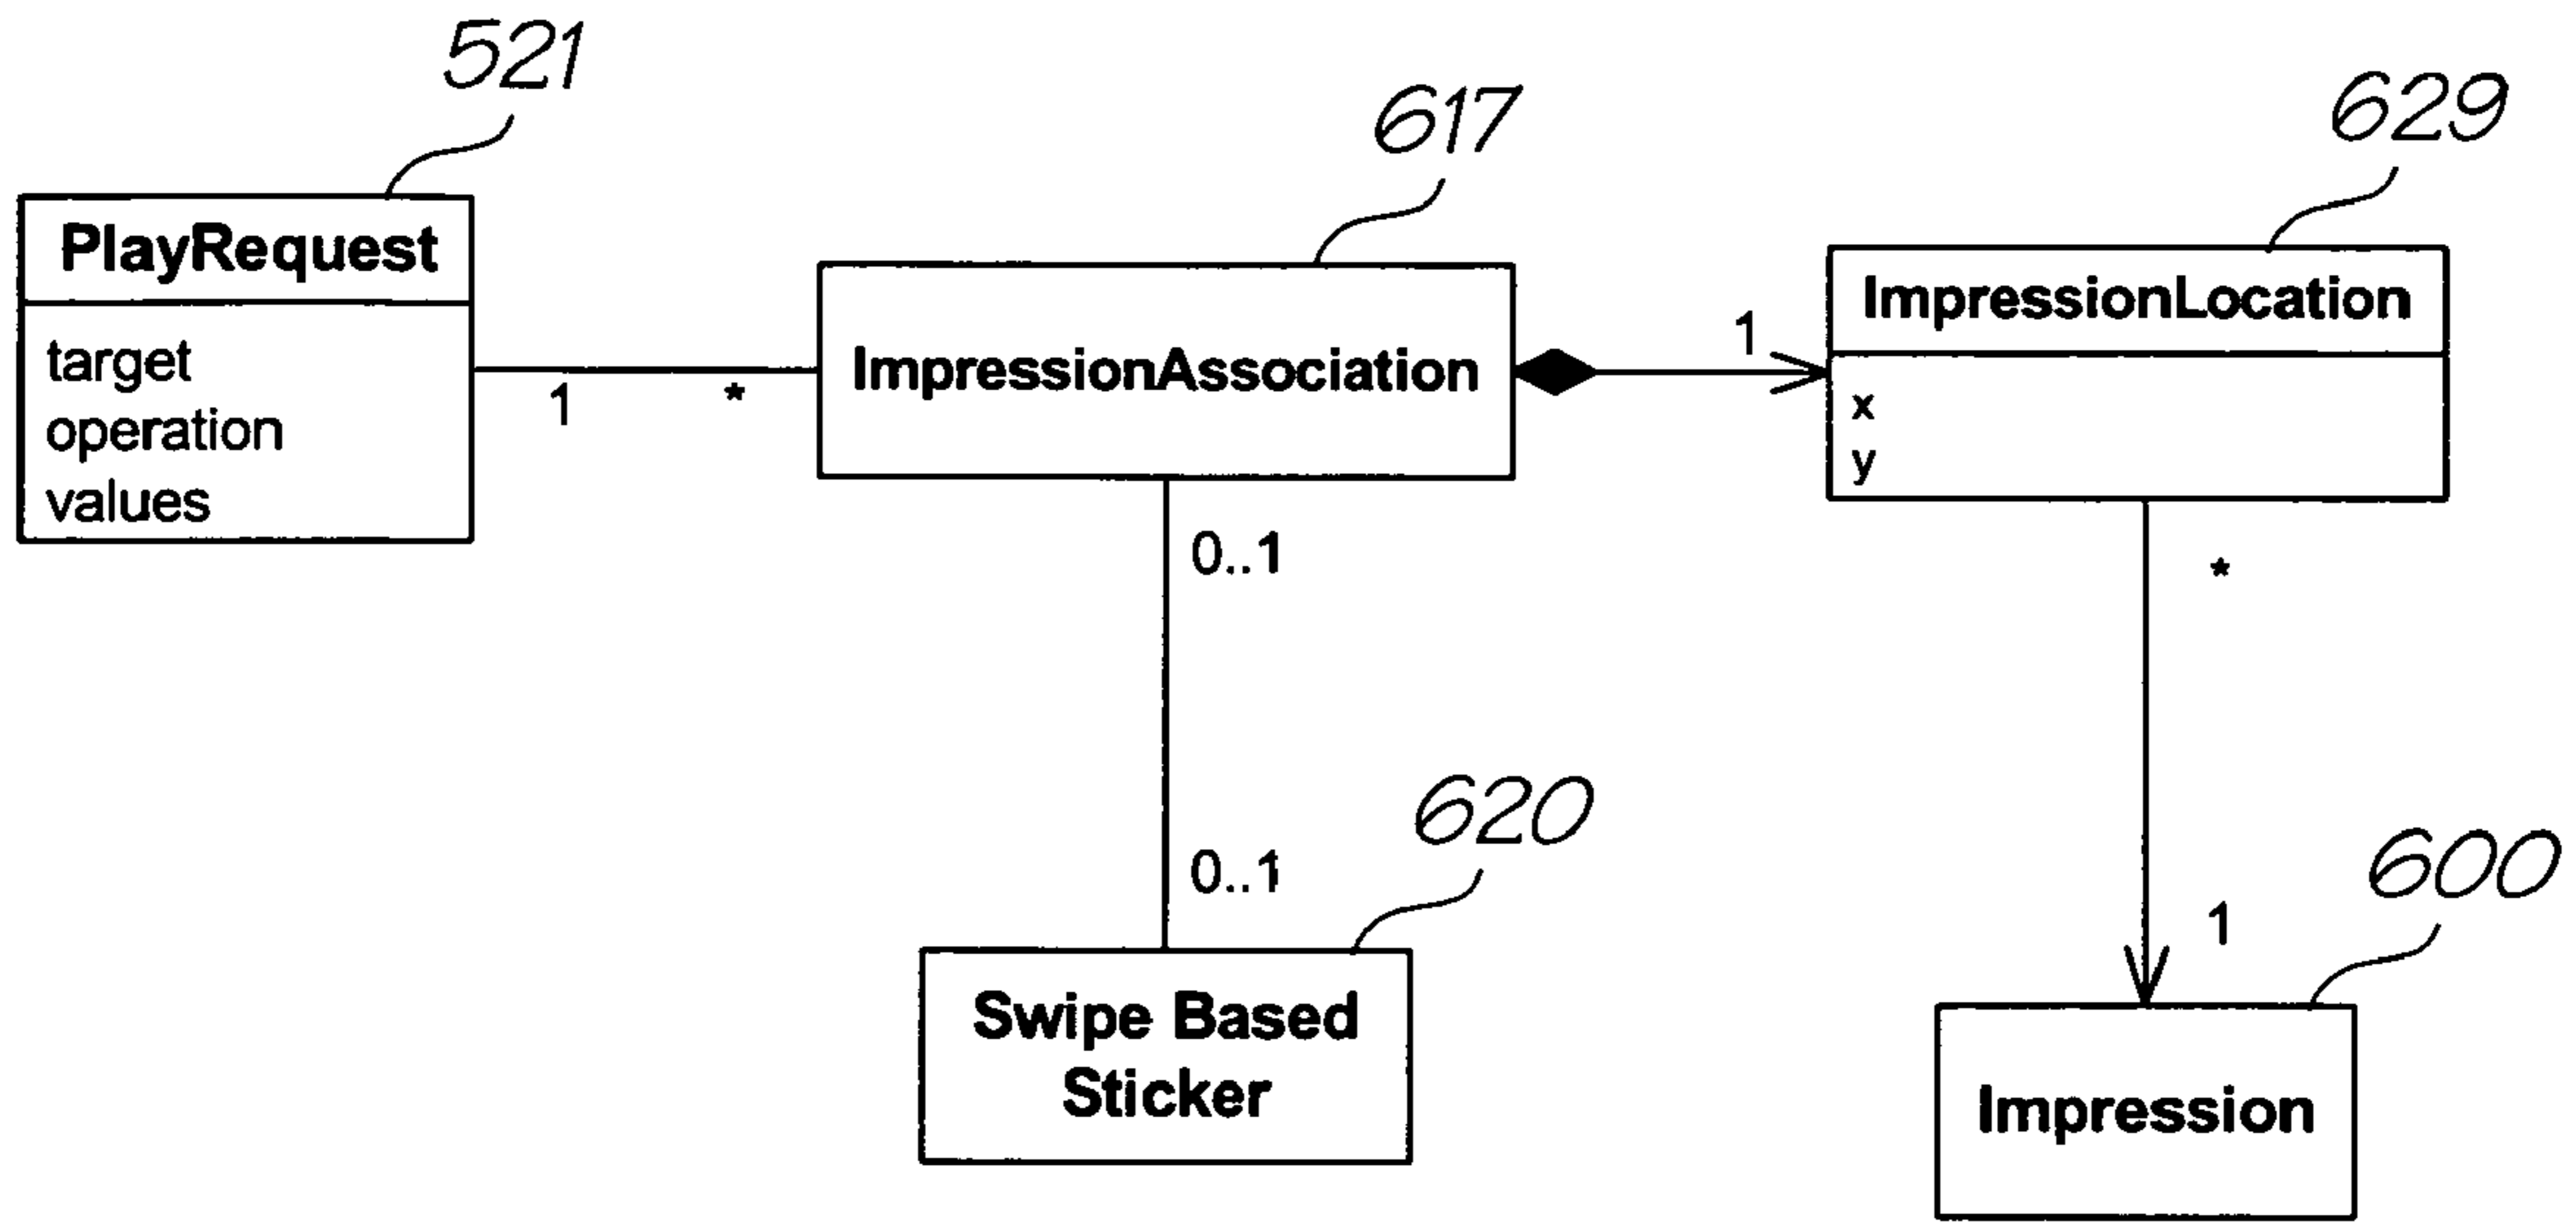 521
617
629
PlayRequest
target
operation
values
1
*
ImpressionAssociation
1
ImpressionLocation
x
y
0..1
*
0..1
620
600
1
Swipe Based
Sticker
Impression